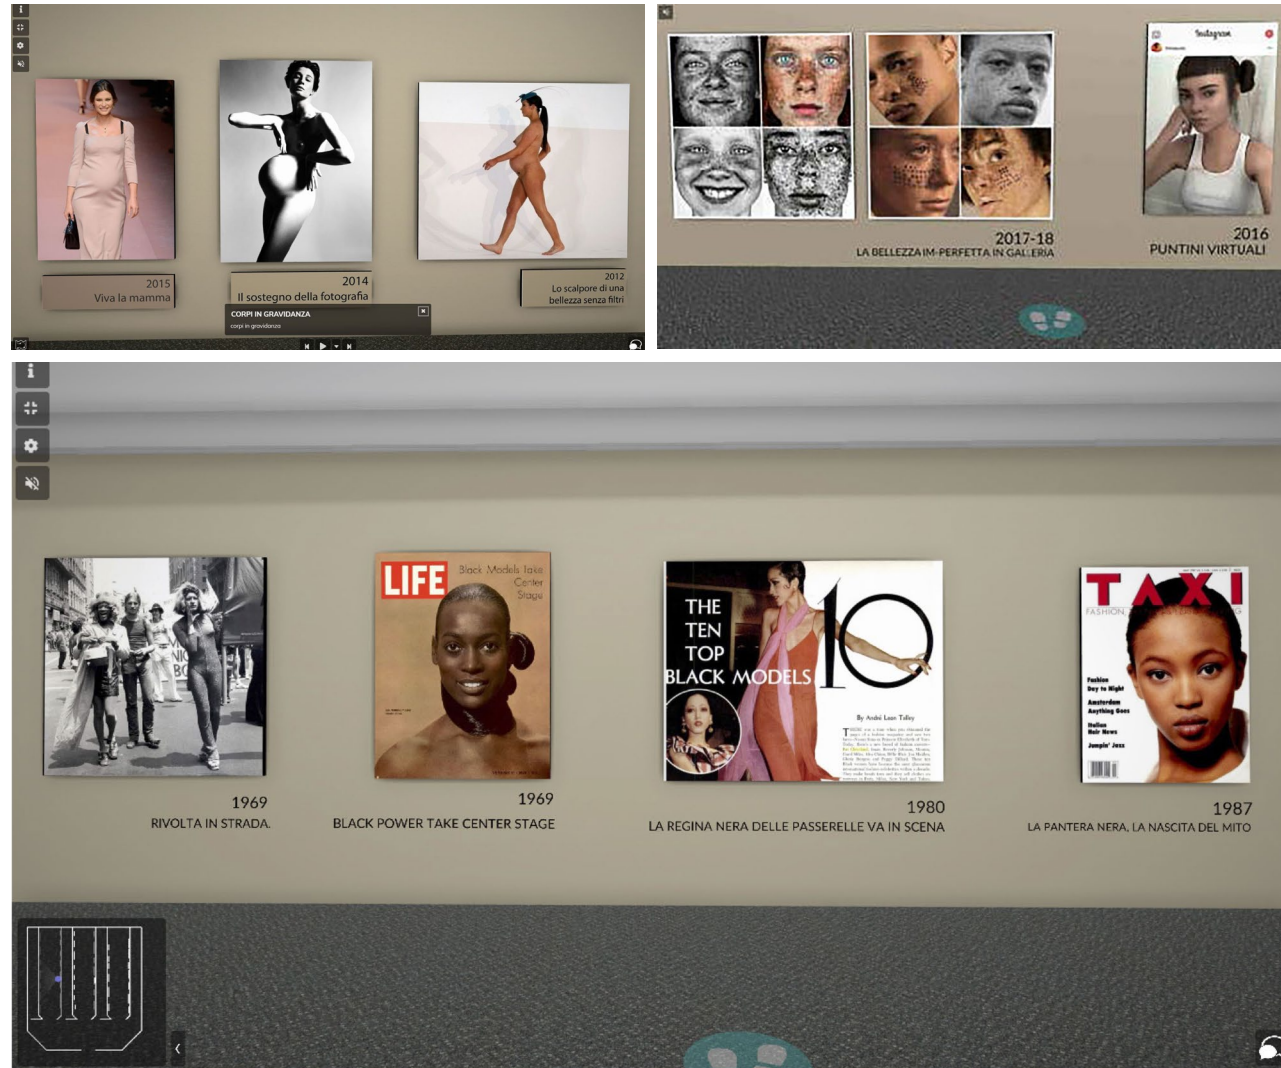 2015
Viva la mamma
2014
Il sostegno della fotografia
2012
Lo scalpore di una
bellezza senza filtri
CORPI IN GRAVIDANZA
corpi in gravidanza
Instagram
2017-18
LA BELLEZZA IM-PERFETTA IN GALLERIA
2016
PUNTINI VIRTUALI
LIFE
Black Models Take
Center
Stage
1969
RIVOLTA IN STRADA.
1969
BLACK POWER TAKE CENTER STAGE
THE
TEN
TOP
BLACK MODELS
10
By André Leon Talley
1980
LA REGINA NERA DELLE PASSERELLE VA IN SCENA
TAXI
Fashion
Day to Night
Amsterdam
Anything Goes
Italian
Hair News
Jumpin' Jazz
1987
LA PANTERA NERA, LA NASCITA DEL MITO